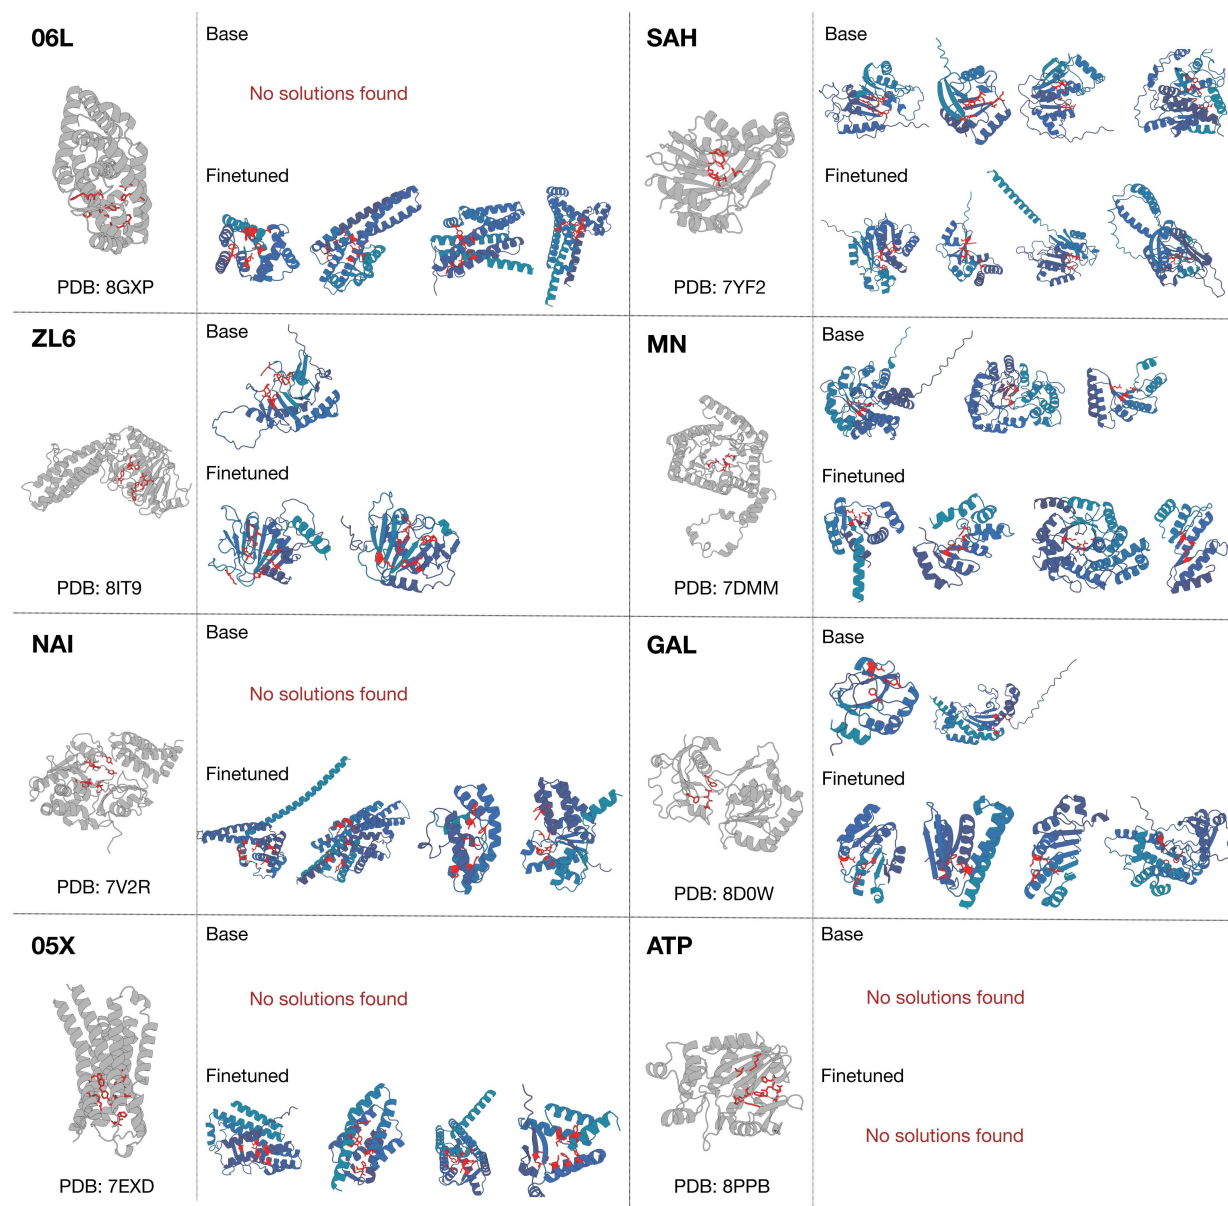 06L
Base
No solutions found
Finetuned
PDB: 8GXP
SAH
Base
Finetuned
PDB: 7YF2
ZL6
Base
Finetuned
PDB: 8IT9
MN
Base
Finetuned
PDB: 7DMM
NAI
Base
No solutions found
Finetuned
PDB: 7V2R
GAL
Base
Finetuned
PDB: 8D0W
05X
Base
No solutions found
Finetuned
PDB: 7EXD
ATP
Base
No solutions found
Finetuned
No solutions found
PDB: 8PPB